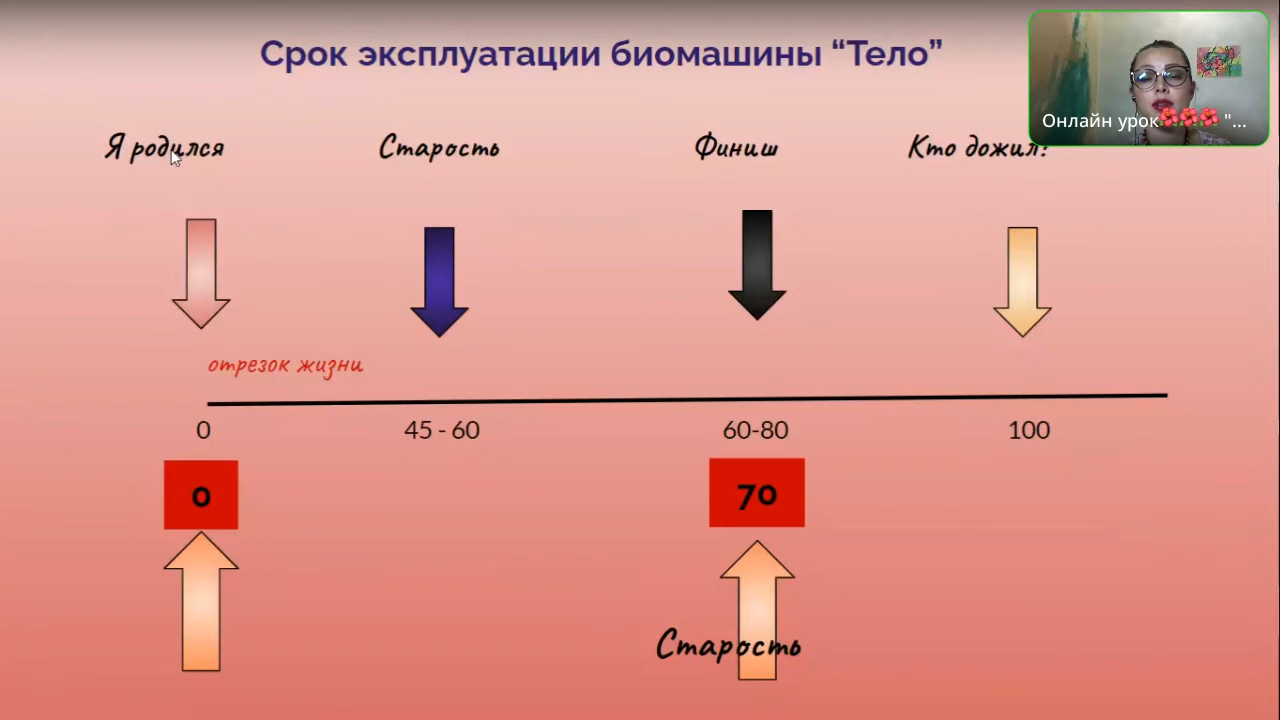 Срок эксплуатации биомашины “Тело”
Онлайн урок🌺🌺🌺 "...
Я родился
Старость
Финиш
Кто дожил?
отрезок жизни
0
45 - 60
60-80
100
0
70
Старость